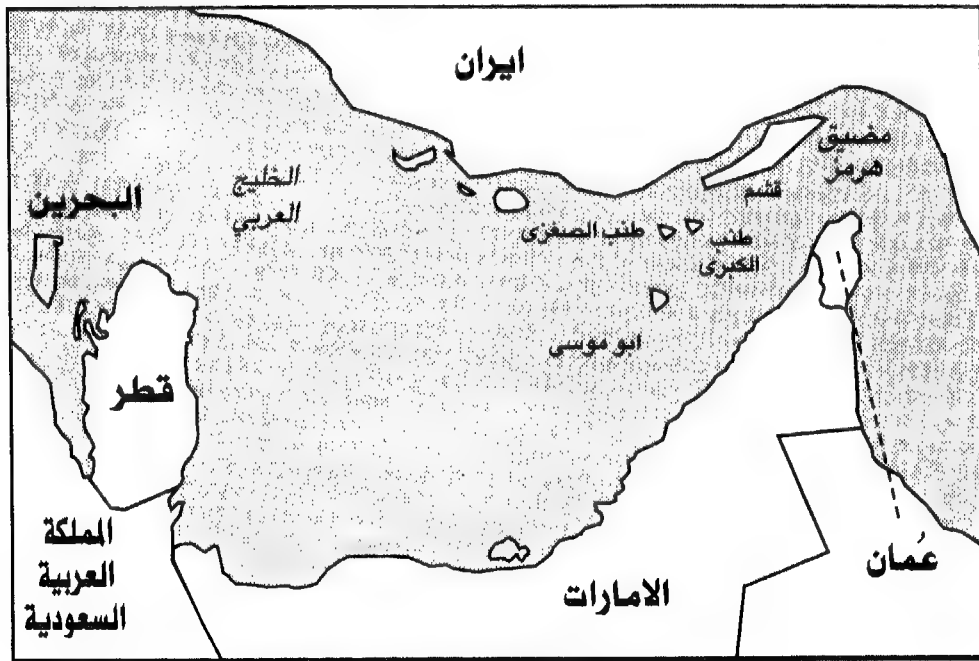 ايران
مضيق
هرمز
قشم
الخليج
العربي
البحرين
طنب الصغرى
طنب
الكبرى
ابو موسى
قطر
المملكة
العربية
السعودية
الامارات
عُمان